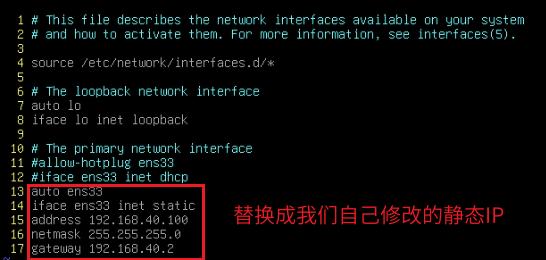 1 # This file describes the network interfaces available on your system
2 # and how to activate them. For more information, see interfaces(5).
3
4 source /etc/network/interfaces.d/*
5
6 # The loopback network interface
7 auto lo
8 iface lo inet loopback
9
10 # The primary network interface
11 #allow-hotplug ens33
12 #iface ens33 inet dhcp
13 auto ens33
14 iface ens33 inet static
15 address 192.168.40.100
16 netmask 255.255.255.0
17 gateway 192.168.40.2
替换成我们自己修改的静态IP
~